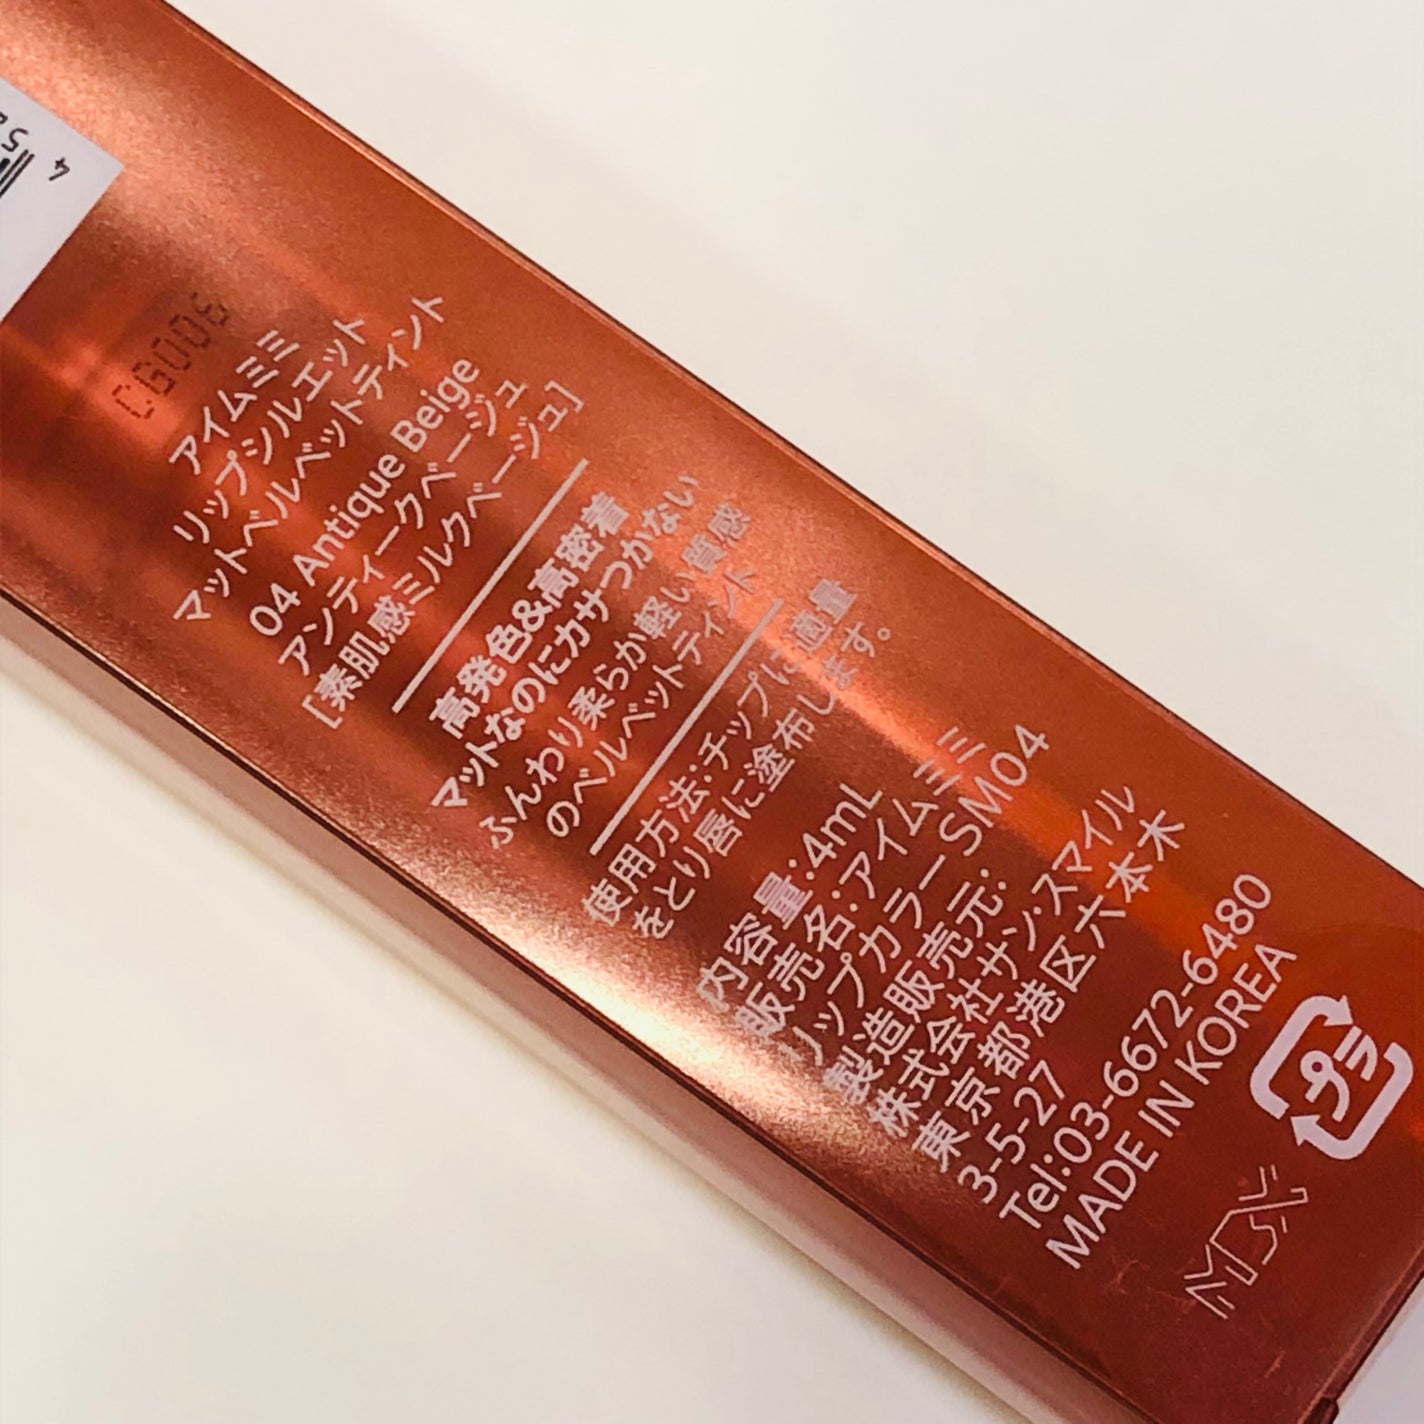 4 52
CG008
アイムミミ
リップシルエット
マットベルベットティント
04 Antique Beige
アンティークベージュ
[素肌感ミルクベージュ]
高発色&高密着
マットなのにカサつかない
ふんわり柔らか軽い質感
のベルベットティント
使用方法:チップに適量
をとり唇に塗布します。
内容量:4mL
販売名:アイムミミ
リップカラーSM04
製造販売元:
株式会社サン·スマイル
東京都港区六本木
3-5-27
Tel:03-6672-6480
MADE IN KOREA
プラ